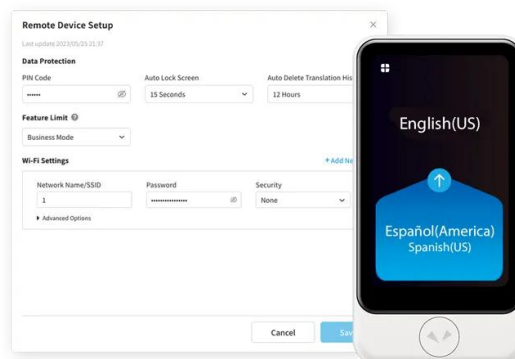 Remote Device Setup
Last update 2023/05/25 21:37
Data Protection
PIN Code
Auto Lock Screen
Auto Delete Translation His
••••••
15 Seconds
12 Hours
Feature Limit
Business Mode
Wi-Fi Settings
+ Add Ne
Network Name/SSID
Password
Security
1
••••••••••••••••
None
Advanced Options
Cancel
Sav
English(US)
Español(America)
Spanish(US)